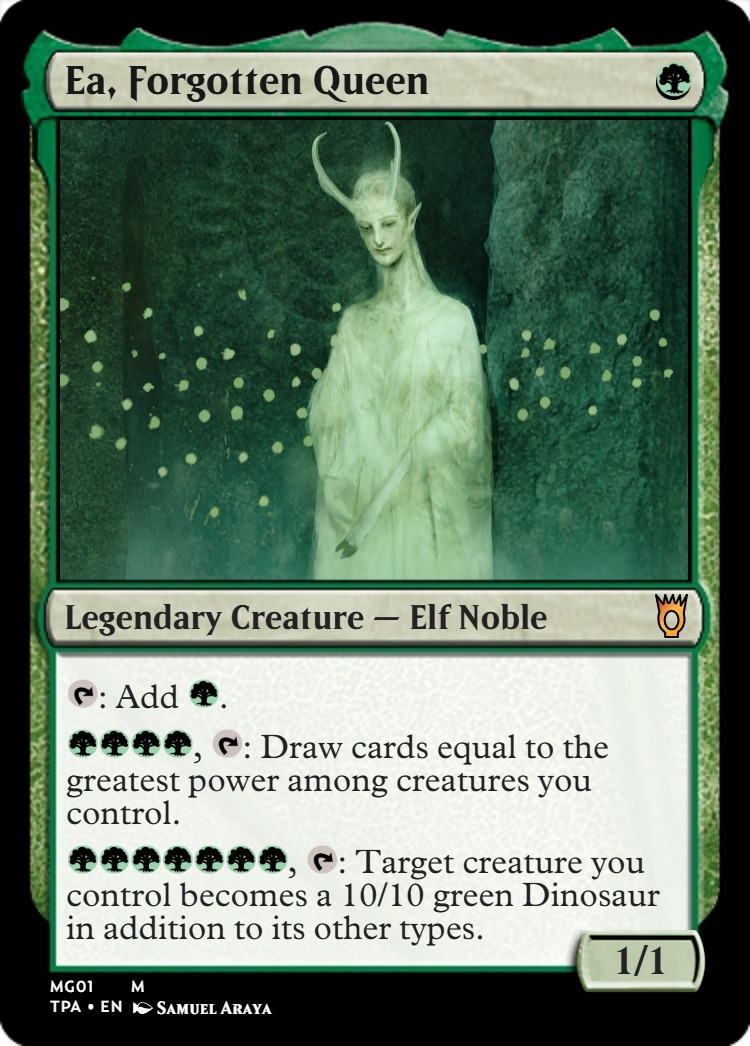 Ea, Forgotten Queen
Legendary Creature — Elf Noble
: Add .
, : Draw cards equal to the
greatest power among creatures you
control.
, : Target creature you
control becomes a 10/10 green Dinosaur
in addition to its other types.
1/1
MG01 M
TPA • EN SAMUEL ARAYA